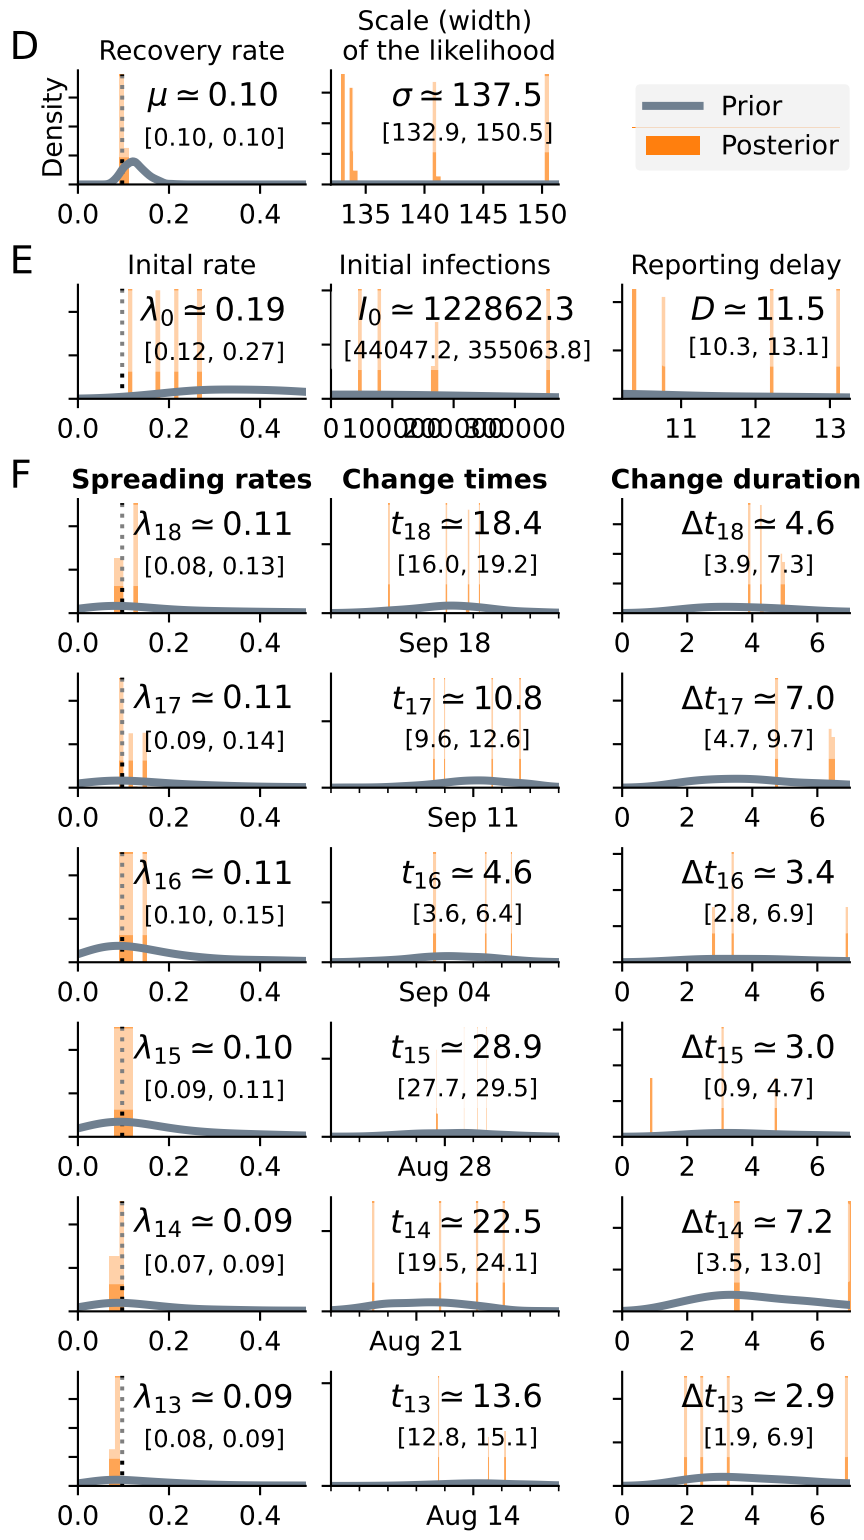 D
Recovery rate
Scale (width)
of the likelihood
Density
μ ≃ 0.10
[0.10, 0.10]
0.0 0.2 0.4
σ ≃ 137.5
[132.9, 150.5]
135 140 145 150
Prior
Posterior
E
Inital rate
λ0 ≃ 0.19
[0.12, 0.27]
0.0 0.2 0.4
Initial infections
I0 ≃ 122862.3
[44047.2, 355063.8]
0 100000 200000 300000
Reporting delay
D ≃ 11.5
[10.3, 13.1]
11 12 13
F
Spreading rates Change times Change duration
λ18 ≃ 0.11 t18 ≃ 18.4 Δt18 ≃ 4.6
[0.08, 0.13] [16.0, 19.2] [3.9, 7.3]
0.0 0.2 0.4 Sep 18 0 2 4 6
λ17 ≃ 0.11 t17 ≃ 10.8 Δt17 ≃ 7.0
[0.09, 0.14] [9.6, 12.6] [4.7, 9.7]
0.0 0.2 0.4 Sep 11 0 2 4 6
λ16 ≃ 0.11 t16 ≃ 4.6 Δt16 ≃ 3.4
[0.10, 0.15] [3.6, 6.4] [2.8, 6.9]
0.0 0.2 0.4 Sep 04 0 2 4 6
λ15 ≃ 0.10 t15 ≃ 28.9 Δt15 ≃ 3.0
[0.09, 0.11] [27.7, 29.5] [0.9, 4.7]
0.0 0.2 0.4 Aug 28 0 2 4 6
λ14 ≃ 0.09 t14 ≃ 22.5 Δt14 ≃ 7.2
[0.07, 0.09] [19.5, 24.1] [3.5, 13.0]
0.0 0.2 0.4 Aug 21 0 2 4 6
λ13 ≃ 0.09 t13 ≃ 13.6 Δt13 ≃ 2.9
[0.08, 0.09] [12.8, 15.1] [1.9, 6.9]
0.0 0.2 0.4 Aug 14 0 2 4 6